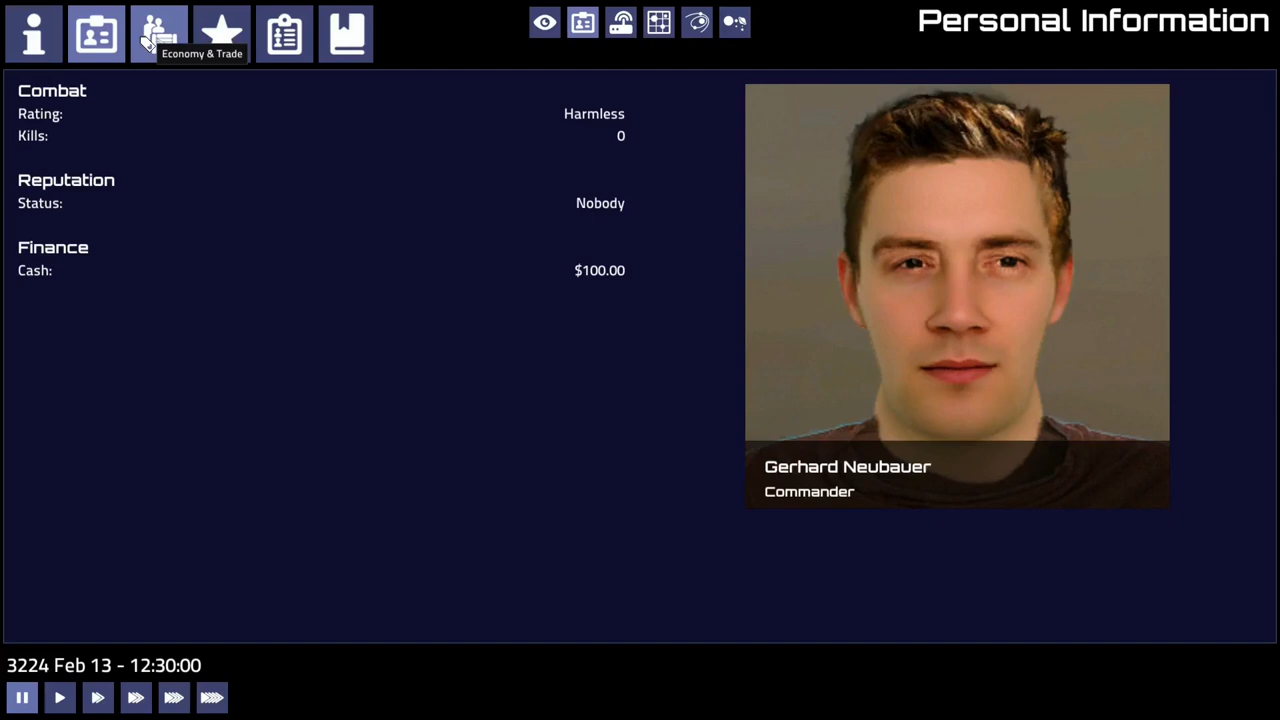 Personal Information
Economy & Trade
Combat
Rating: Harmless
Kills: 0
Reputation
Status: Nobody
Finance
Cash: $100.00
Gerhard Neubauer
Commander
3224 Feb 13 - 12:30:00